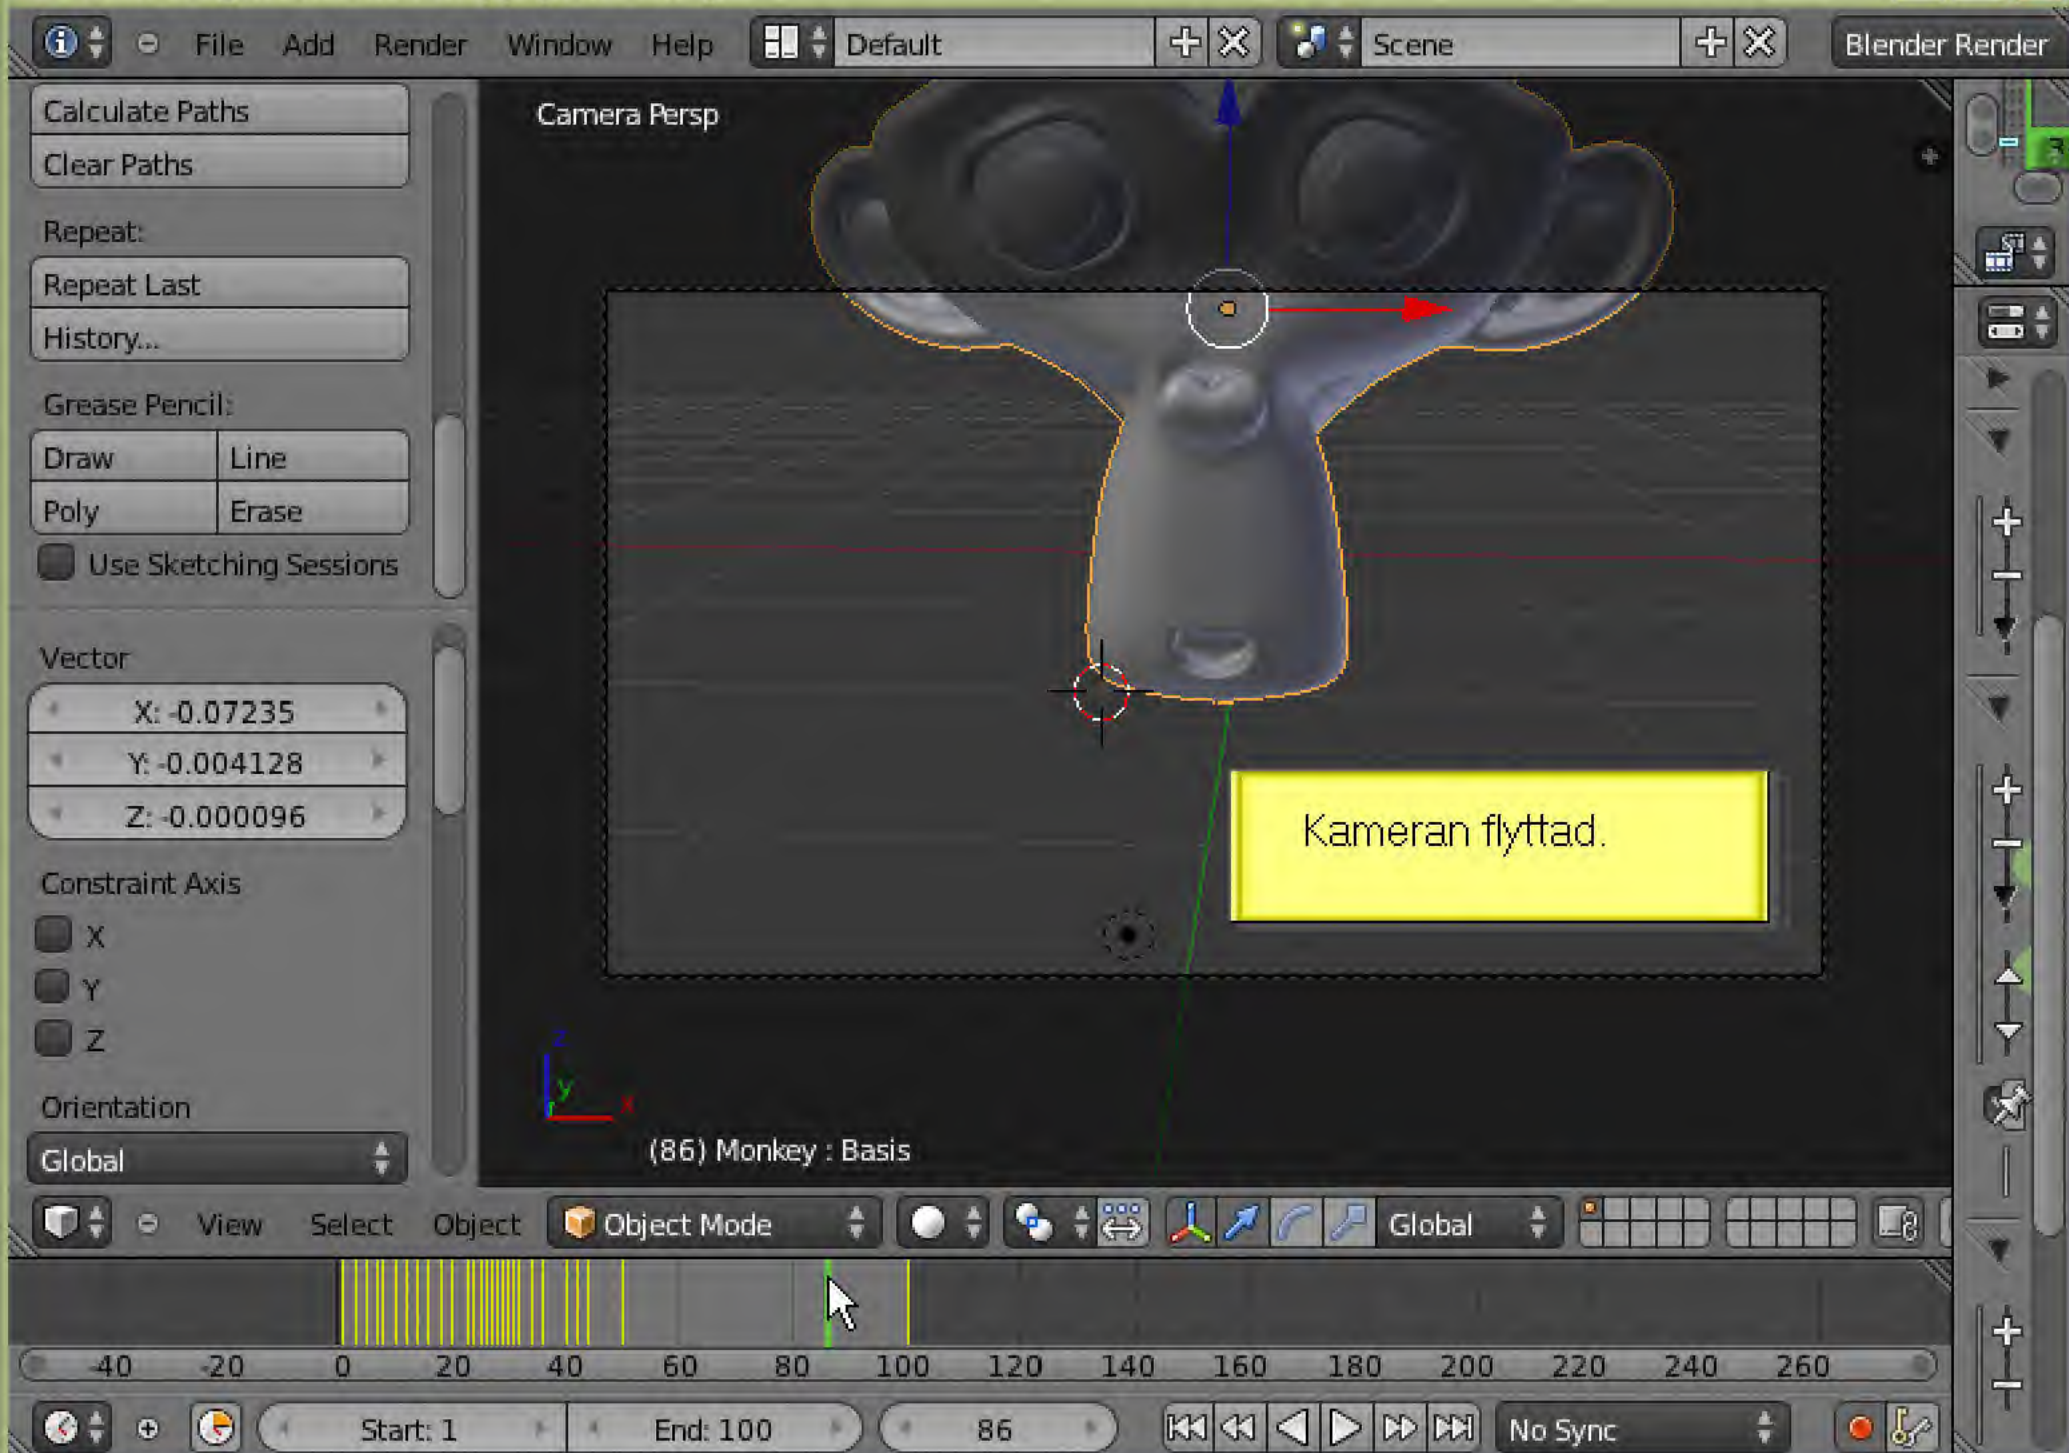 File Add Render Window Help Default Scene Blender Render
Calculate Paths
Clear Paths
Repeat:
Repeat Last
History...
Grease Pencil:
Draw Line
Poly Erase
Use Sketching Sessions
Vector
X: -0.07235
Y: -0.004128
Z: -0.000096
Constraint Axis
X
Y
Z
Orientation
Global
Camera Persp
3
Kameran flyttad.
z
y
x
(86) Monkey : Basis
View Select Object Object Mode Global
-40 -20 0 20 40 60 80 100 120 140 160 180 200 220 240 260
Start: 1 End: 100 86 No Sync